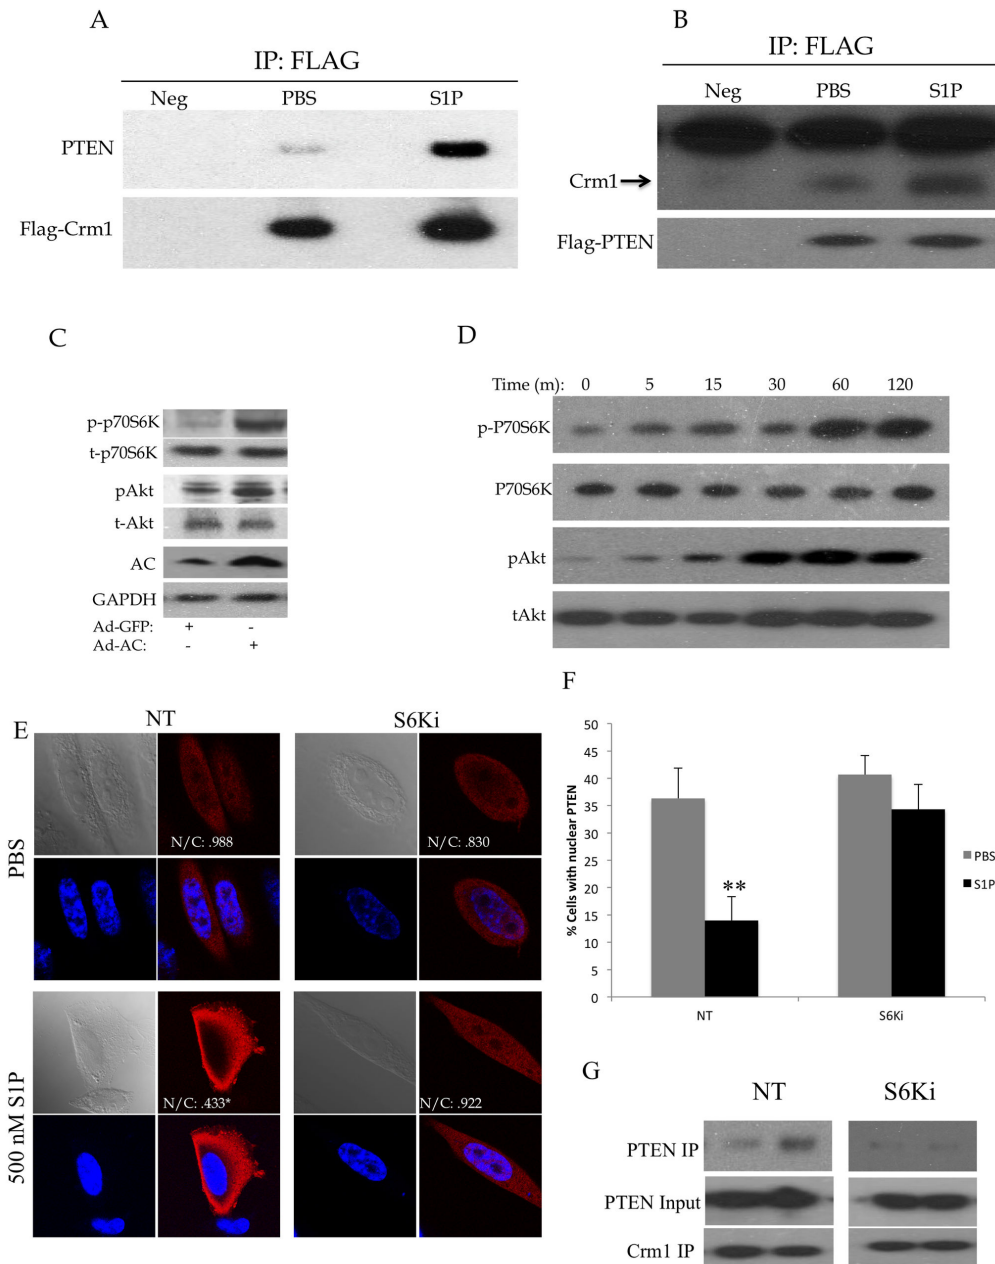 A
IP: FLAG
Neg PBS S1P
PTEN
Flag-Crm1
B
IP: FLAG
Neg PBS S1P
Crm1
Flag-PTEN
C
p-p70S6K
t-p70S6K
pAkt
t-Akt
AC
GAPDH
Ad-GFP: + -
Ad-AC: - +
D
Time (m): 0 5 15 30 60 120
p-P70S6K
P70S6K
pAkt
tAkt
E
NT S6Ki
PBS
N/C: .988
N/C: .830
500 nM S1P
N/C: .433*
N/C: .922
F
% Cells with nuclear PTEN
50
45
40
35
30
25
20
15
10
5
0
**
NT S6Ki
PBS
S1P
G
NT S6Ki
PTEN IP
PTEN Input
Crm1 IP